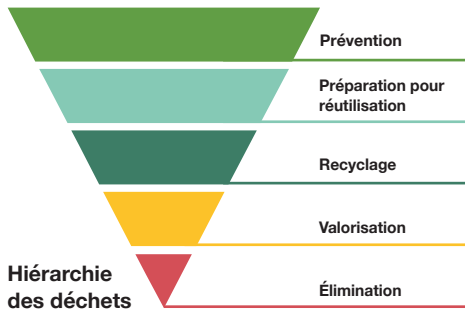 Prévention
Préparation pour
réutilisation
Recyclage
Valorisation
Élimination
Hiérarchie
des déchets